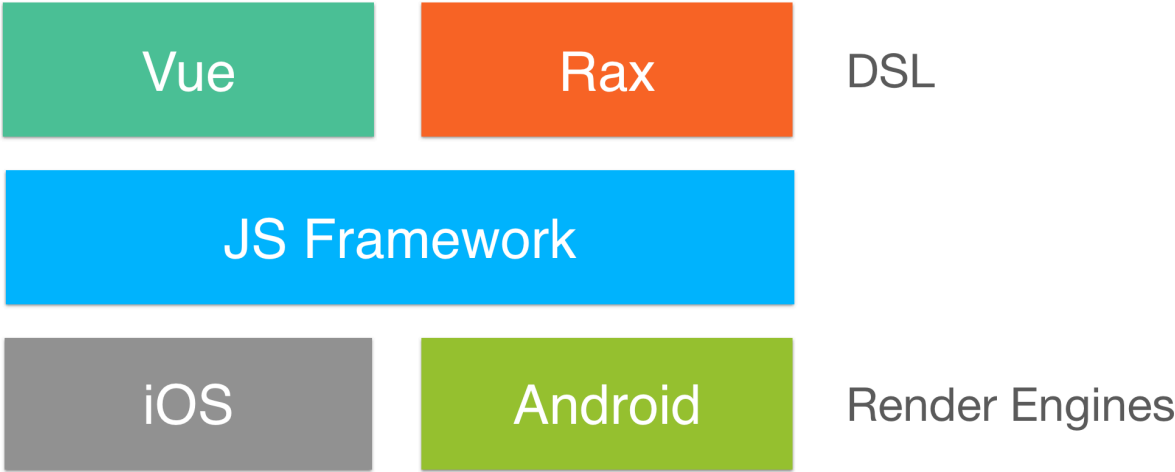 Vue Rax DSL
JS Framework
iOS Android Render Engines